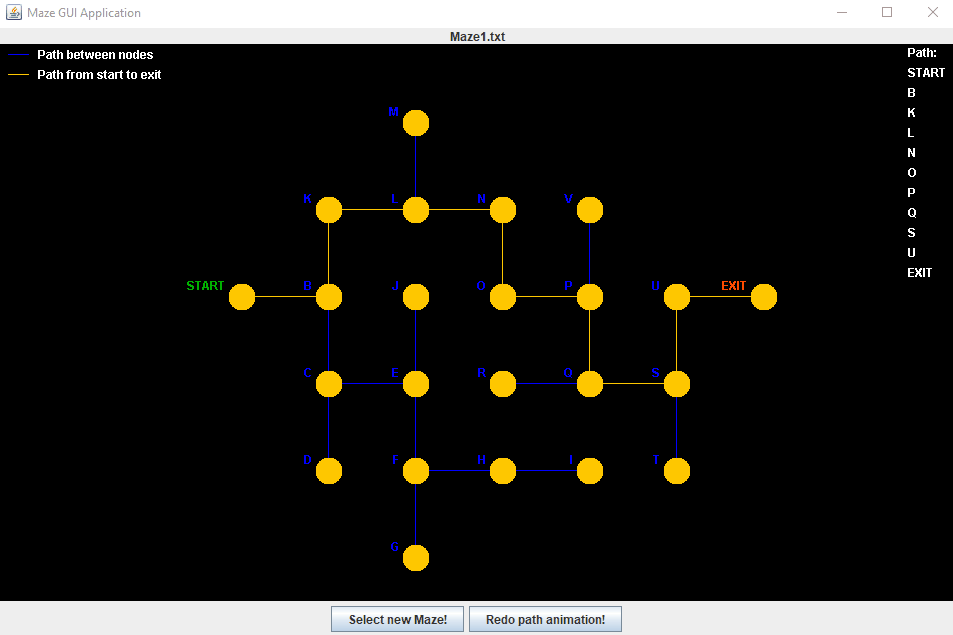 Maze GUI Application
Maze1.txt
Path between nodes
Path from start to exit
Path:
START
B
K
L
N
O
P
Q
S
U
EXIT
M
K L N V
START B J O P U EXIT
C E R Q S
D F H I T
G
Select new Maze! Redo path animation!